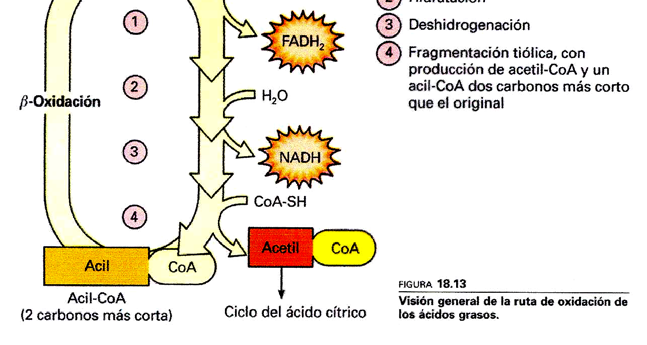 1
FADH₂
2
H₂O
β-Oxidación
3
NADH
CoA-SH
4
Acil
CoA
Acetil
CoA
Acil-CoA
(2 carbonos más corta)
Ciclo del ácido cítrico
3 Deshidrogenación
4 Fragmentación tiólica, con
producción de acetil-CoA y un
acil-CoA dos carbonos más corto
que el original
FIGURA 18.13
Visión general de la ruta de oxidación de
los ácidos grasos.